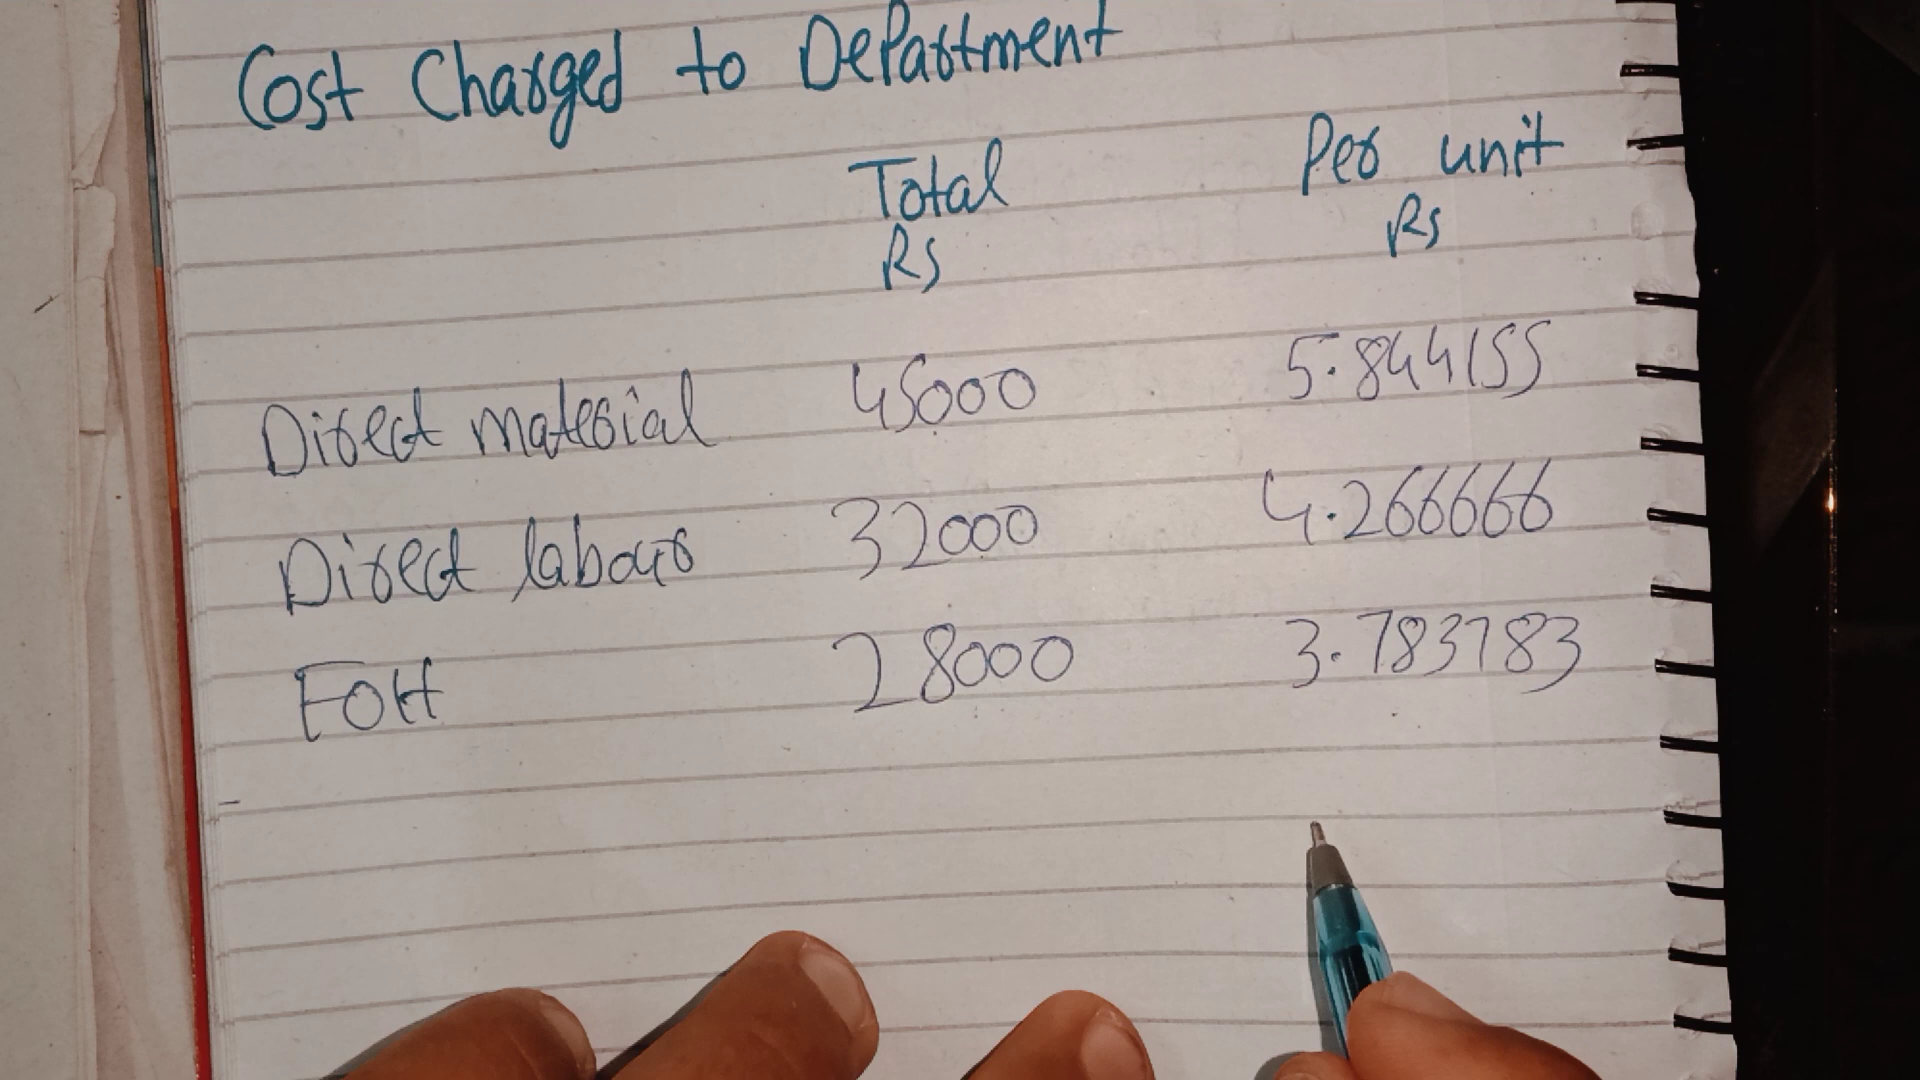 Cost Charged to Department
Total Per unit
Rs Rs
Direct material 45000 5.844155
Direct labour 32000 4.266666
FOH 28000 3.783783